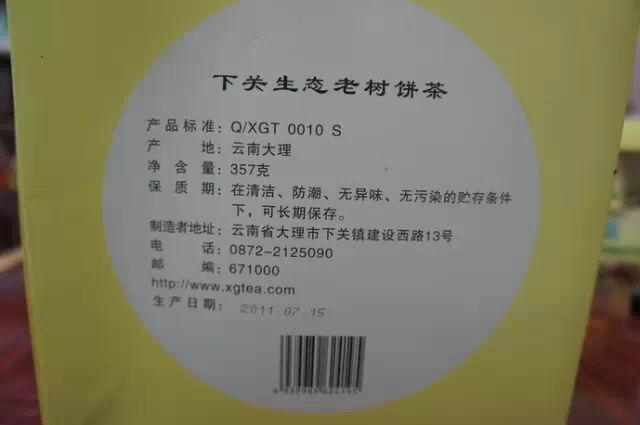 下关生态老树饼茶
产品标准: Q/XGT 0010 S
产 地: 云南大理
净 含 量: 357克
保 质 期: 在清洁、防潮、无异味、无污染的贮存条件
下，可长期保存。
制造者地址: 云南省大理市下关镇建设西路13号
电 话: 0872-2125090
邮 编: 671000
http://www.xgtea.com
生产日期: 2011.07.15